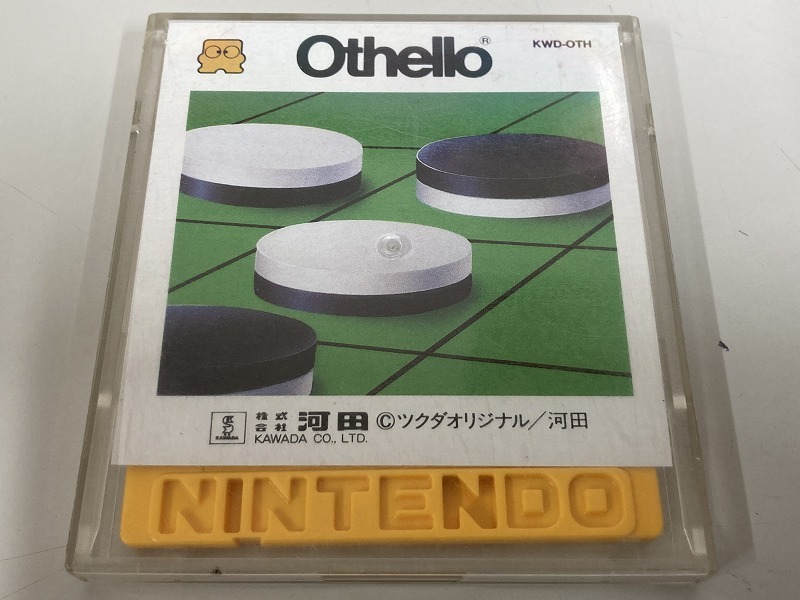 Othello®
KWD-OTH
KAWADA
株式会社 河田 ©ツクダオリジナル/河田
KAWADA CO., LTD.
NINTENDO